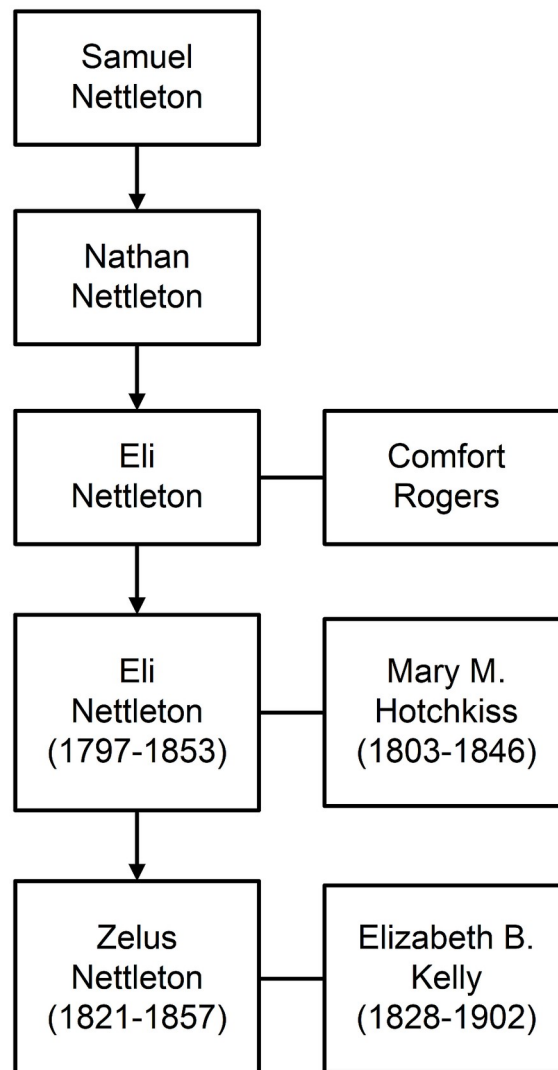 Samuel
Nettleton
Nathan
Nettleton
Eli
Nettleton
Comfort
Rogers
Eli
Nettleton
(1797-1853)
Mary M.
Hotchkiss
(1803-1846)
Zelus
Nettleton
(1821-1857)
Elizabeth B.
Kelly
(1828-1902)